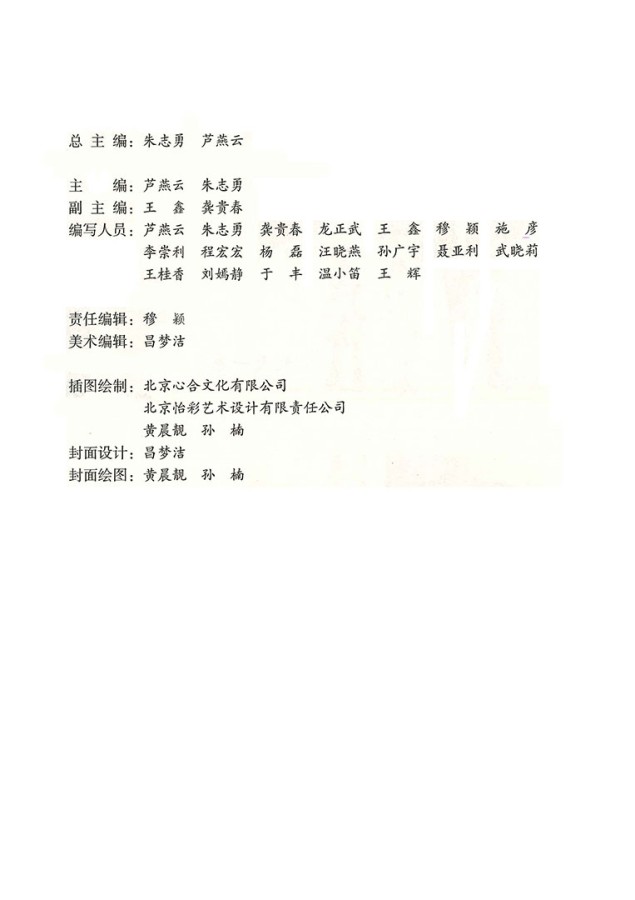 总 主 编：朱志勇 芦燕云
主 编：芦燕云 朱志勇
副 主 编：王 鑫 龚贵春
编写人员：芦燕云 朱志勇 龚贵春 龙正武 王 鑫 穆 颖 施 彦
李崇利 程宏宏 杨 磊 汪晓燕 孙广宇 聂亚利 武晓莉
王桂香 刘嫣静 于 丰 温小笛 王 辉
责任编辑：穆 颖
美术编辑：昌梦洁
插图绘制：北京心合文化有限公司
北京怡彩艺术设计有限责任公司
黄晨靓 孙 楠
封面设计：昌梦洁
封面绘图：黄晨靓 孙 楠